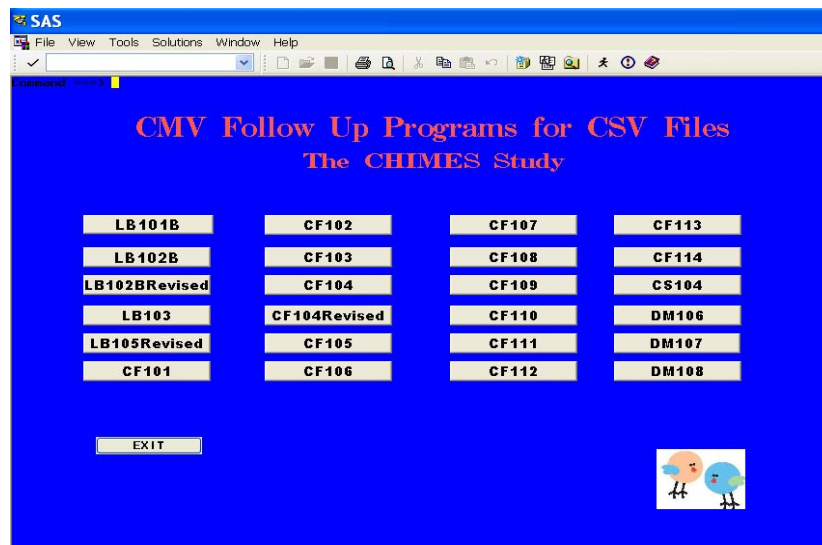 SAS
File View Tools Solutions Window Help
Command ===>
CMV Follow Up Programs for CSV Files
The CHIMES Study
LB101B CF102 CF107 CF113
LB102B CF103 CF108 CF114
LB102BRevised CF104 CF109 CS104
LB103 CF104Revised CF110 DM106
LB105Revised CF105 CF111 DM107
CF101 CF106 CF112 DM108
EXIT